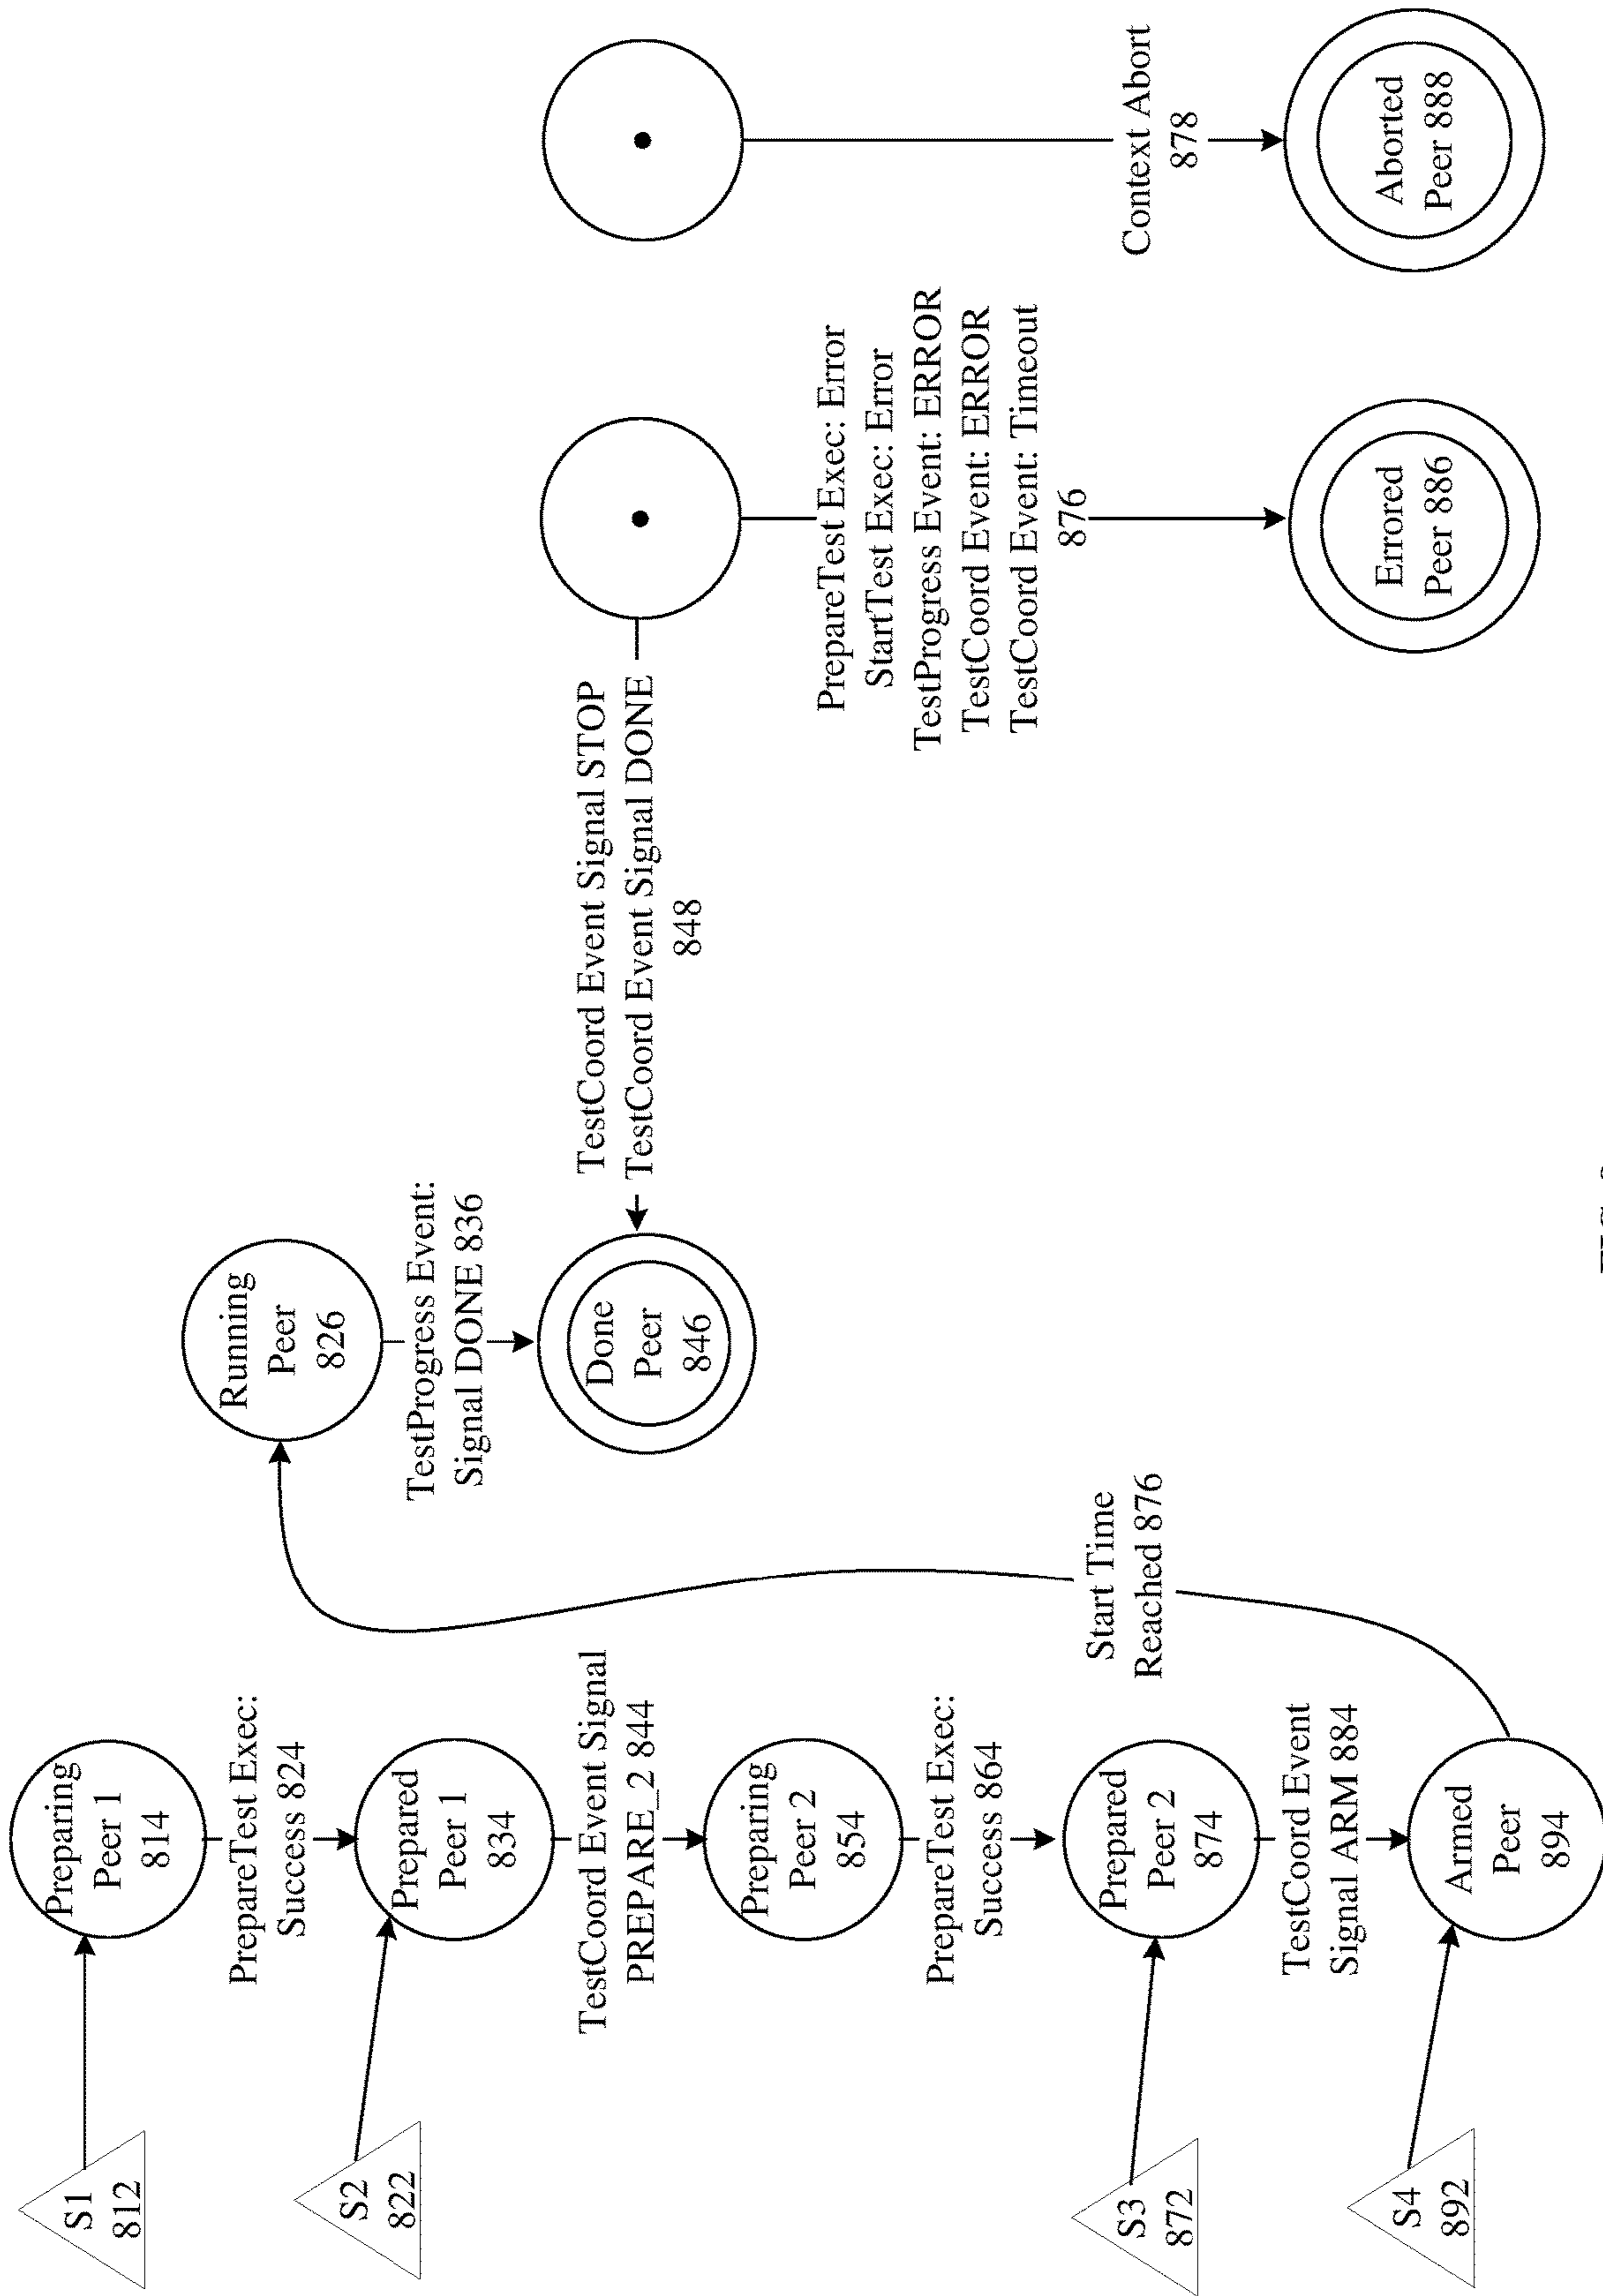 S1
812
Preparing
Peer 1
814
PrepareTest Exec:
Success 824
S2
822
Prepared
Peer 1
834
TestCoord Event Signal
PREPARE_2 844
Preparing
Peer 2
854
PrepareTest Exec:
Success 864
S3
872
Prepared
Peer 2
874
TestCoord Event
Signal ARM 884
S4
892
Armed
Peer
894
Start Time
Reached 876
Running
Peer
826
TestProgress Event:
Signal DONE 836
Done
Peer
846
TestCoord Event Signal STOP
TestCoord Event Signal DONE
848
PrepareTest Exec: Error
StartTest Exec: Error
TestProgress Event: ERROR
TestCoord Event: ERROR
TestCoord Event: Timeout
876
Errored
Peer 886
Context Abort
878
Aborted
Peer 888